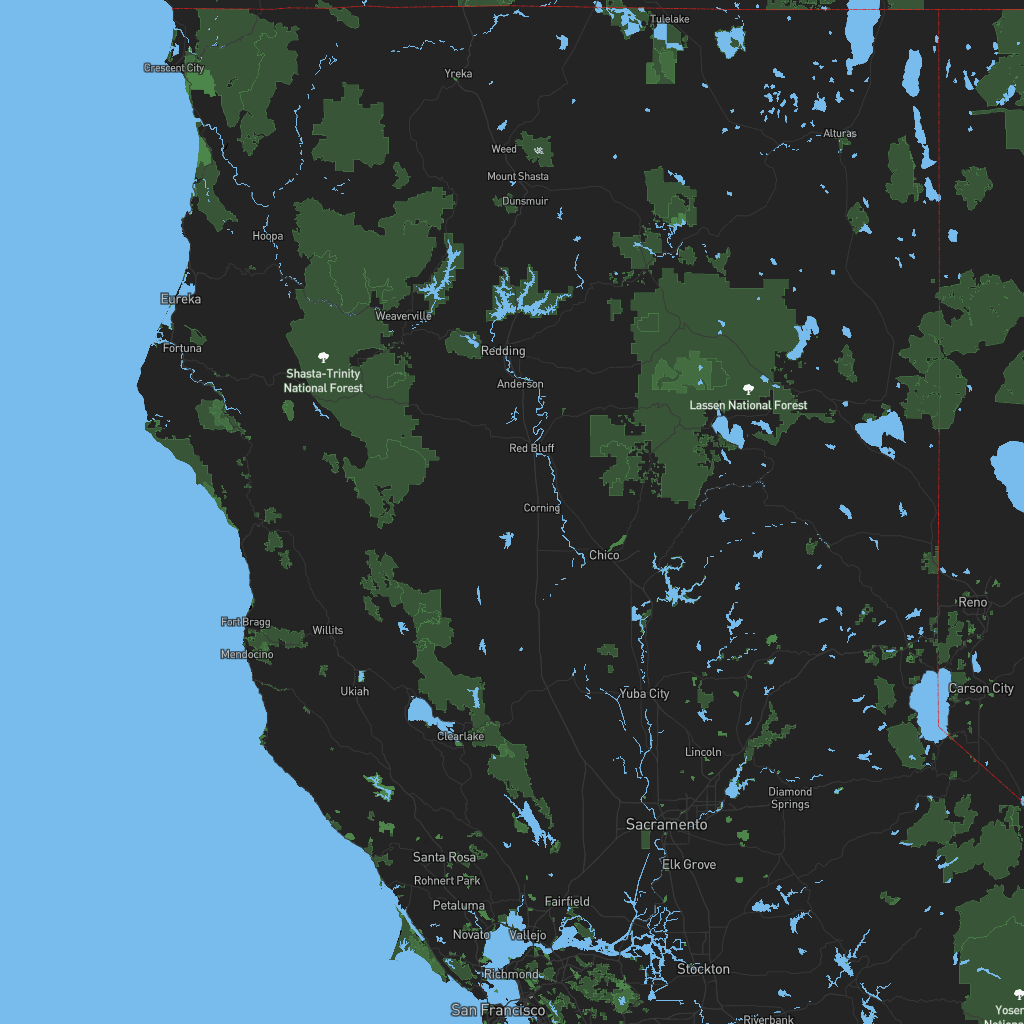 Tulelake
Crescent City
Yreka
Alturas
Weed
Mount Shasta
Dunsmuir
Hoopa
Eureka
Weaverville
Fortuna
Redding
Shasta-Trinity
National Forest
Anderson
Lassen National Forest
Red Bluff
Corning
Chico
Reno
Fort Bragg
Willits
Mendocino
Ukiah
Yuba City
Carson City
Clearlake
Lincoln
Diamond
Springs
Sacramento
Santa Rosa
Elk Grove
Rohnert Park
Petaluma
Fairfield
Novato
Vallejo
Richmond
Stockton
San Francisco
Riverbank